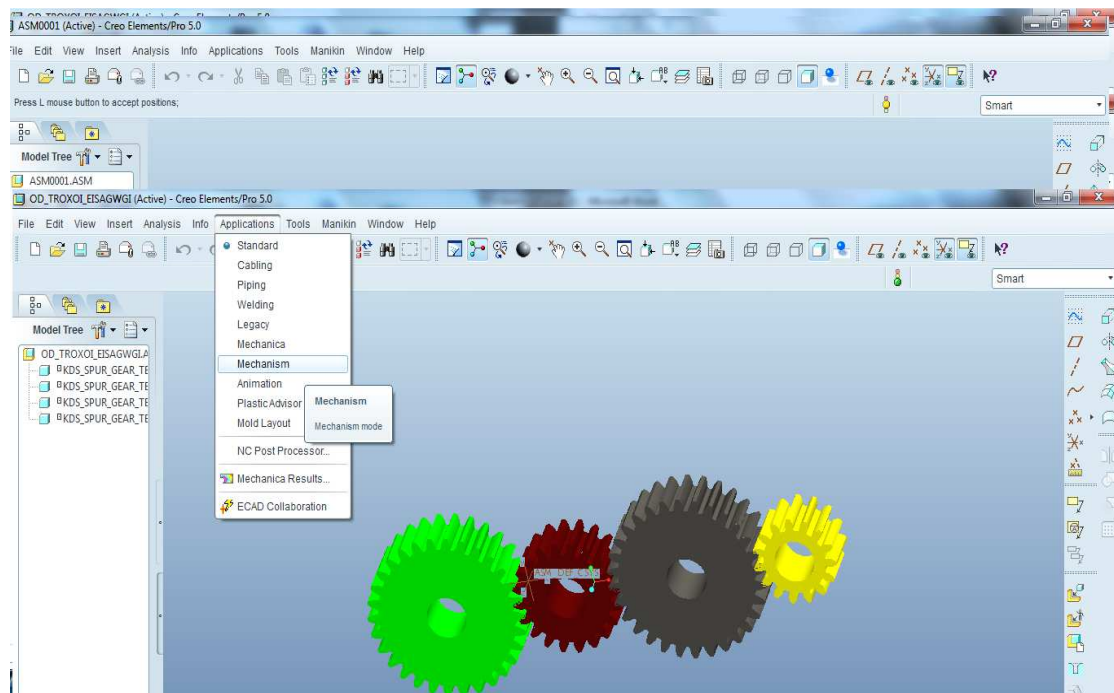 ASM0001 (Active) - Creo Elements/Pro 5.0
File Edit View Insert Analysis Info Applications Tools Manikin Window Help
Press L mouse button to accept positions;
Smart
Model Tree
ASM0001.ASM
OD_TROXOI_EISAGWGI (Active) - Creo Elements/Pro 5.0
File Edit View Insert Analysis Info Applications Tools Manikin Window Help
Smart
Standard
Cabling
Piping
Welding
Legacy
Mechanica
Mechanism
Animation
Plastic Advisor
Mold Layout
NC Post Processor...
Mechanica Results...
ECAD Collaboration
Mechanism
Mechanism mode
Model Tree
OD_TROXOI_EISAGWGI.A
KDS_SPUR_GEAR_TE
KDS_SPUR_GEAR_TE
KDS_SPUR_GEAR_TE
KDS_SPUR_GEAR_TE
ASM_DEF_CSYS